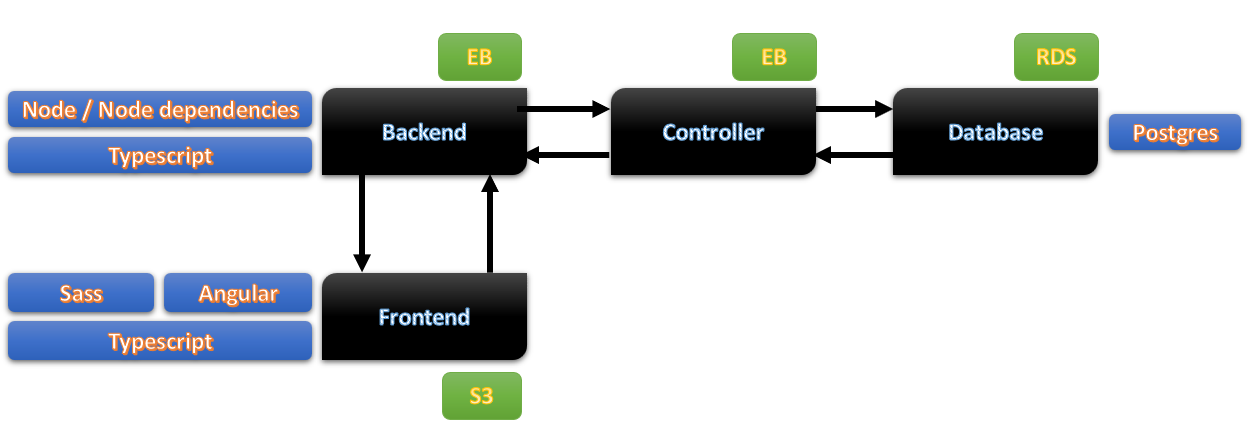 EB
EB
RDS
Node / Node dependencies
Typescript
Backend
Controller
Database
Postgres
Sass
Angular
Typescript
Frontend
S3